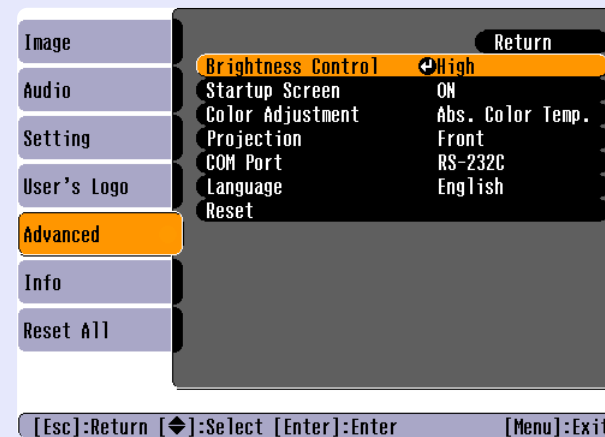 Image
Audio
Setting
User's Logo
Advanced
Info
Reset All
Return
Brightness Control High
Startup Screen ON
Color Adjustment Abs. Color Temp.
Projection Front
COM Port RS-232C
Language English
Reset
[Esc]:Return [◆]:Select [Enter]:Enter [Menu]:Exit